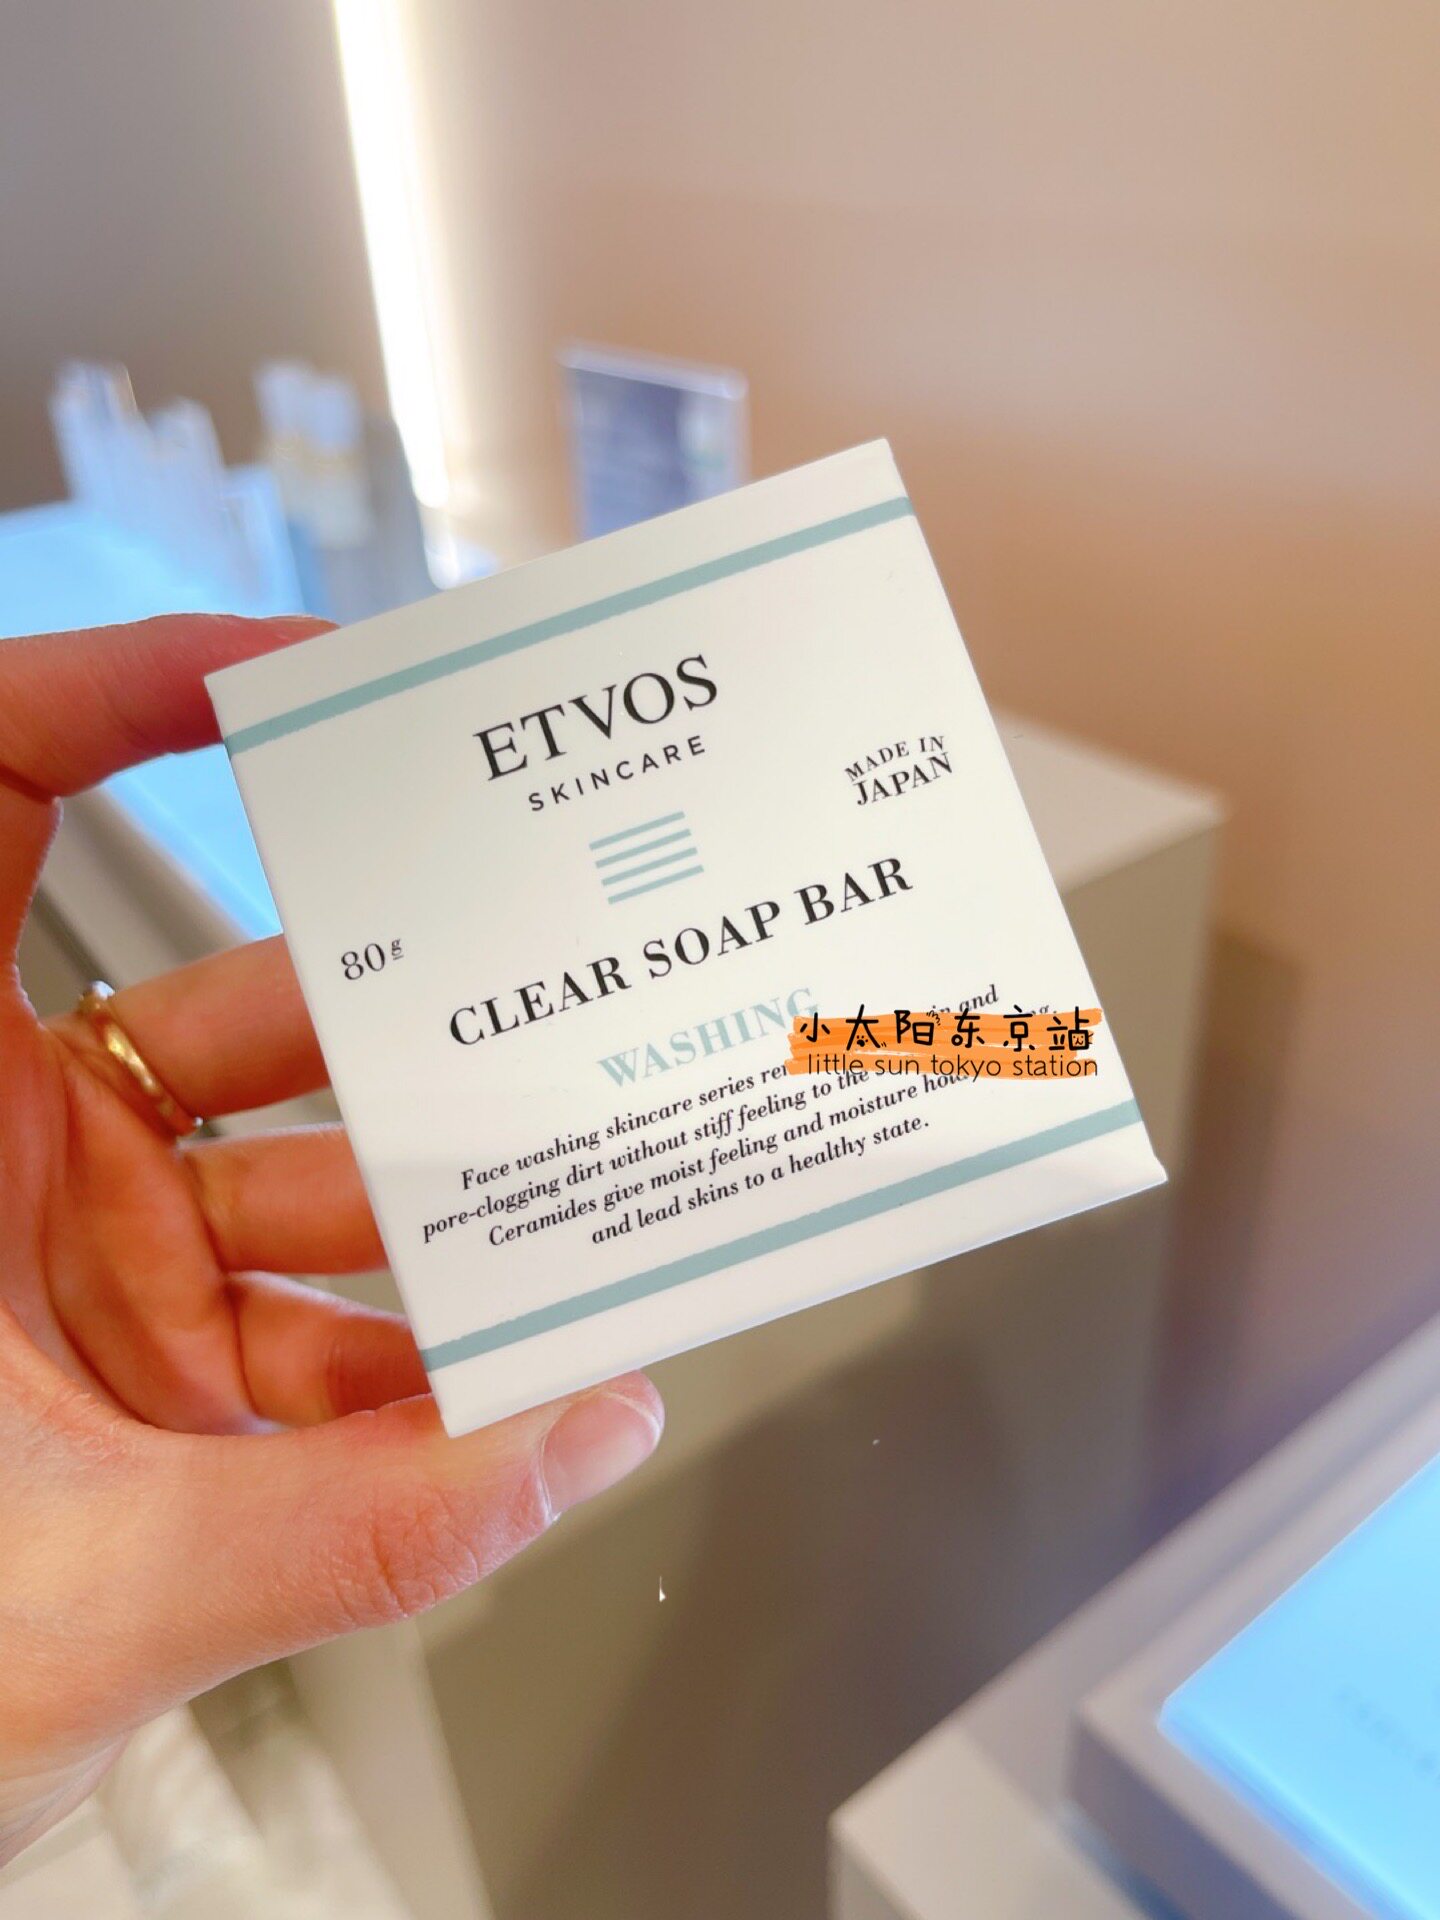 ETVOS
SKINCARE
MADE IN
JAPAN
80g
CLEAR SOAP BAR
WASHING
小太阳东京站
little sun tokyo station
Face washing skincare series and
pore-clogging dirt without stiff feeling to the
Ceramides give moist feeling and moisture
and lead skins to a healthy state.